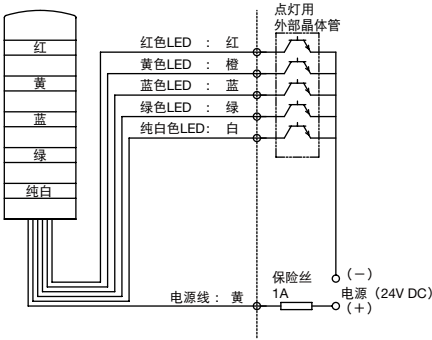 点灯用
外部晶体管
红
黄
蓝
绿
纯白
红色LED ： 红
黄色LED ： 橙
蓝色LED ： 蓝
绿色LED ： 绿
纯白色LED： 白
电源线： 黄
保险丝
1A
（－）
电源（24V DC）
（＋）